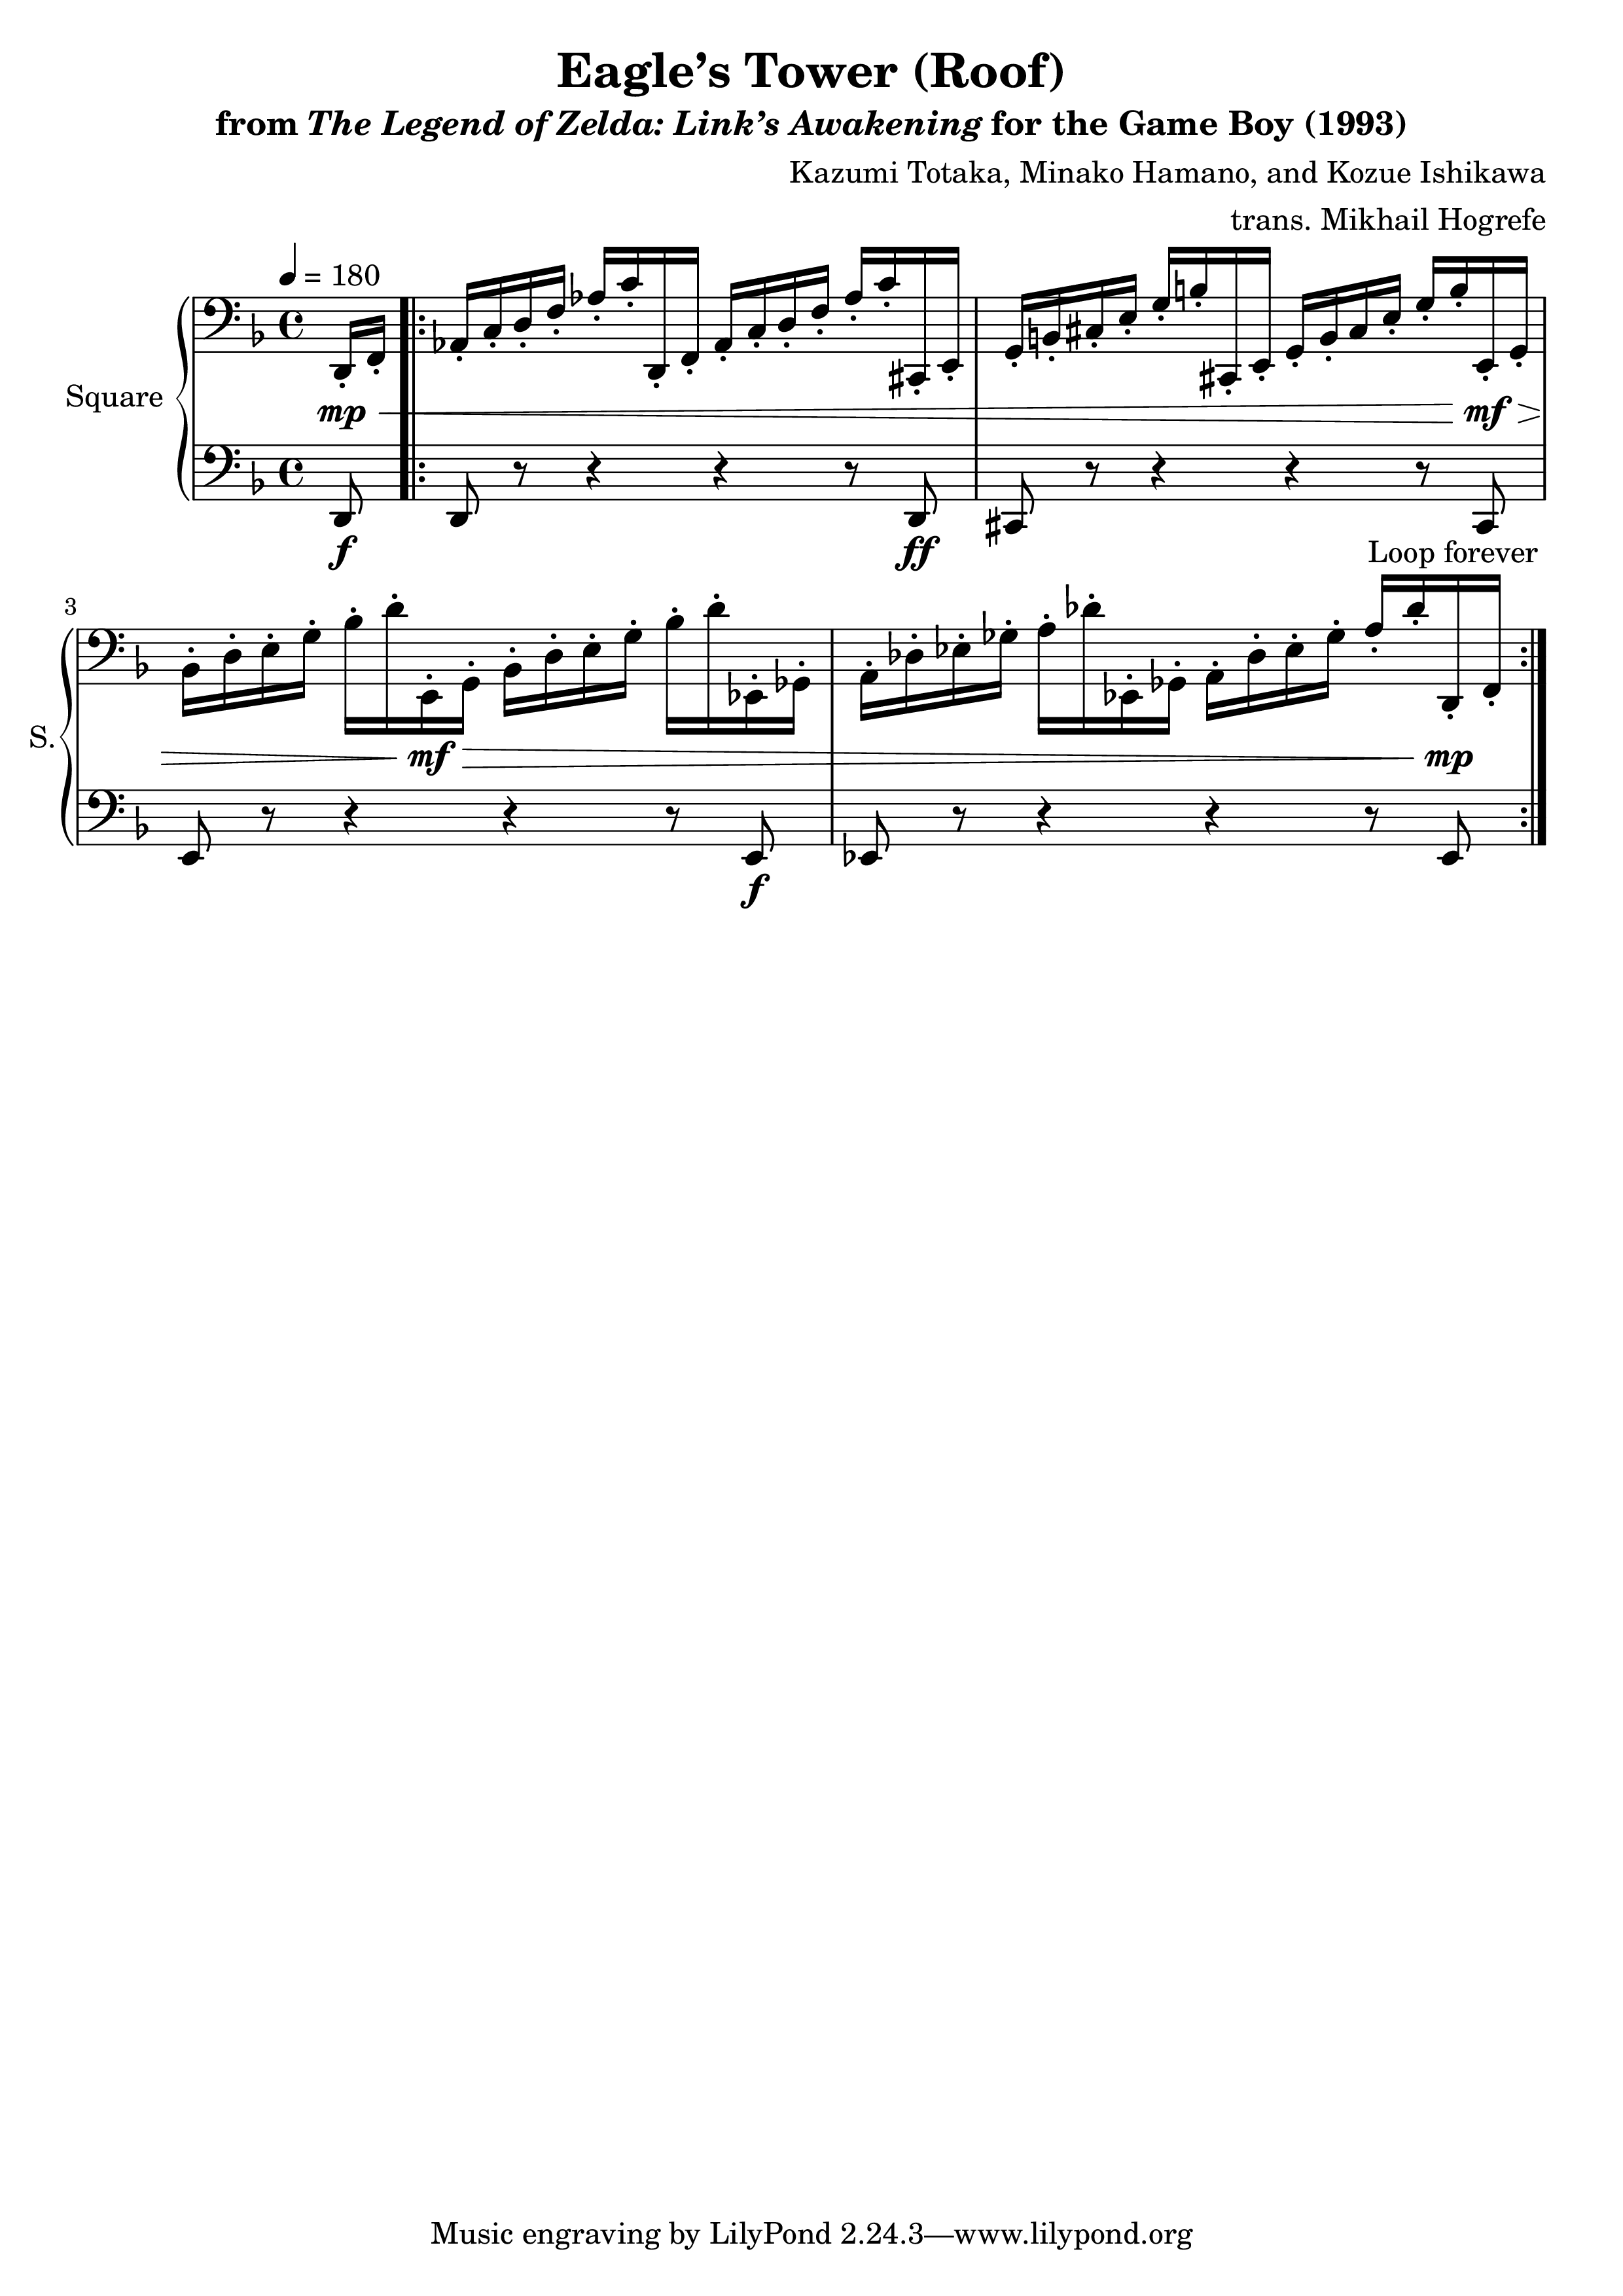 Eagle’s Tower (Roof)
from The Legend of Zelda: Link’s Awakening for the Game Boy (1993)
Kazumi Totaka, Minako Hamano, and Kozue Ishikawa
trans. Mikhail Hogrefe
= 180
Square
mp
mf
f
ff
Loop forever
3
S.
mf
mp
f
Music engraving by LilyPond 2.24.3—www.lilypond.org